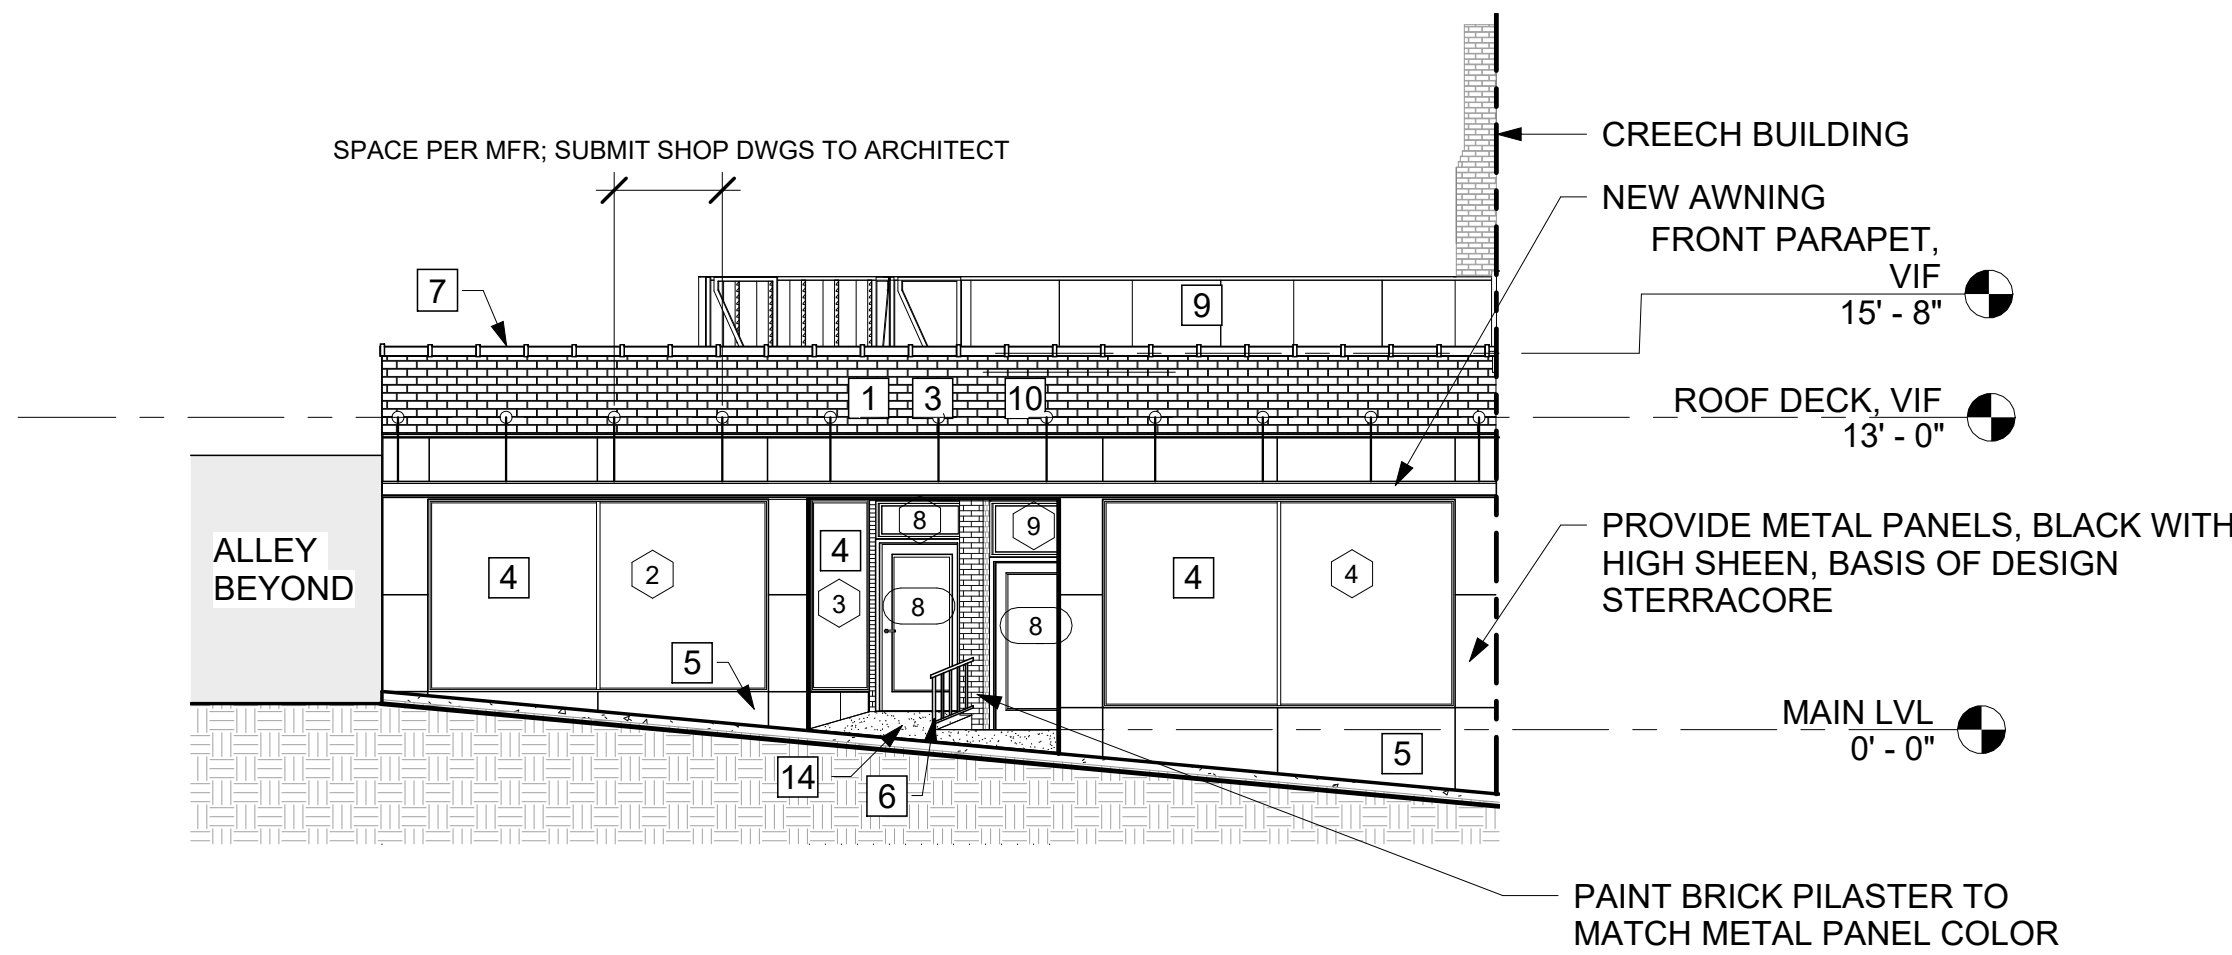 SPACE PER MFR; SUBMIT SHOP DWGS TO ARCHITECT
CREECH BUILDING
NEW AWNING
FRONT PARAPET,
VIF
15' - 8"
7
9
1
3
10
ROOF DECK, VIF
13' - 0"
ALLEY
BEYOND
4
2
4
3
8
9
8
8
4
4
PROVIDE METAL PANELS, BLACK WITH
HIGH SHEEN, BASIS OF DESIGN
STERRACORE
5
MAIN LVL
0' - 0"
5
14
6
PAINT BRICK PILASTER TO
MATCH METAL PANEL COLOR